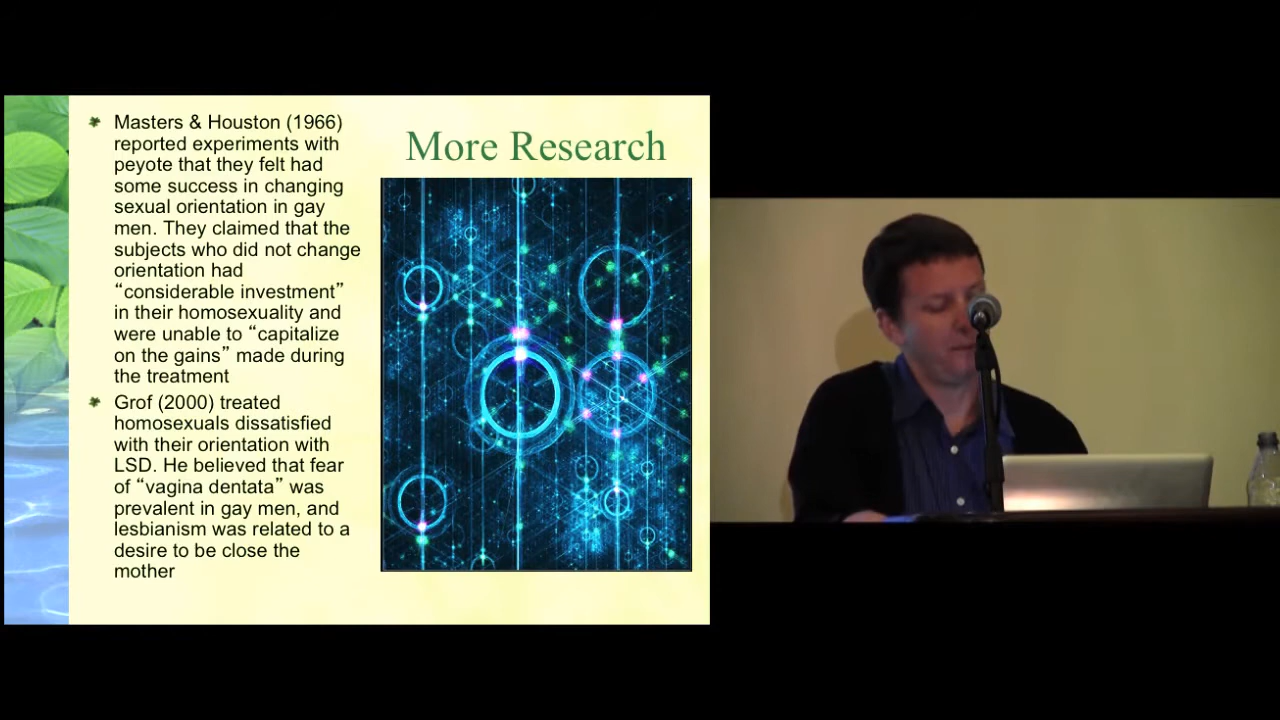 More Research
Masters & Houston (1966)
reported experiments with
peyote that they felt had
some success in changing
sexual orientation in gay
men. They claimed that the
subjects who did not change
orientation had
“considerable investment”
in their homosexuality and
were unable to “capitalize
on the gains” made during
the treatment
Grof (2000) treated
homosexuals dissatisfied
with their orientation with
LSD. He believed that fear
of “vagina dentata” was
prevalent in gay men, and
lesbianism was related to a
desire to be close the
mother